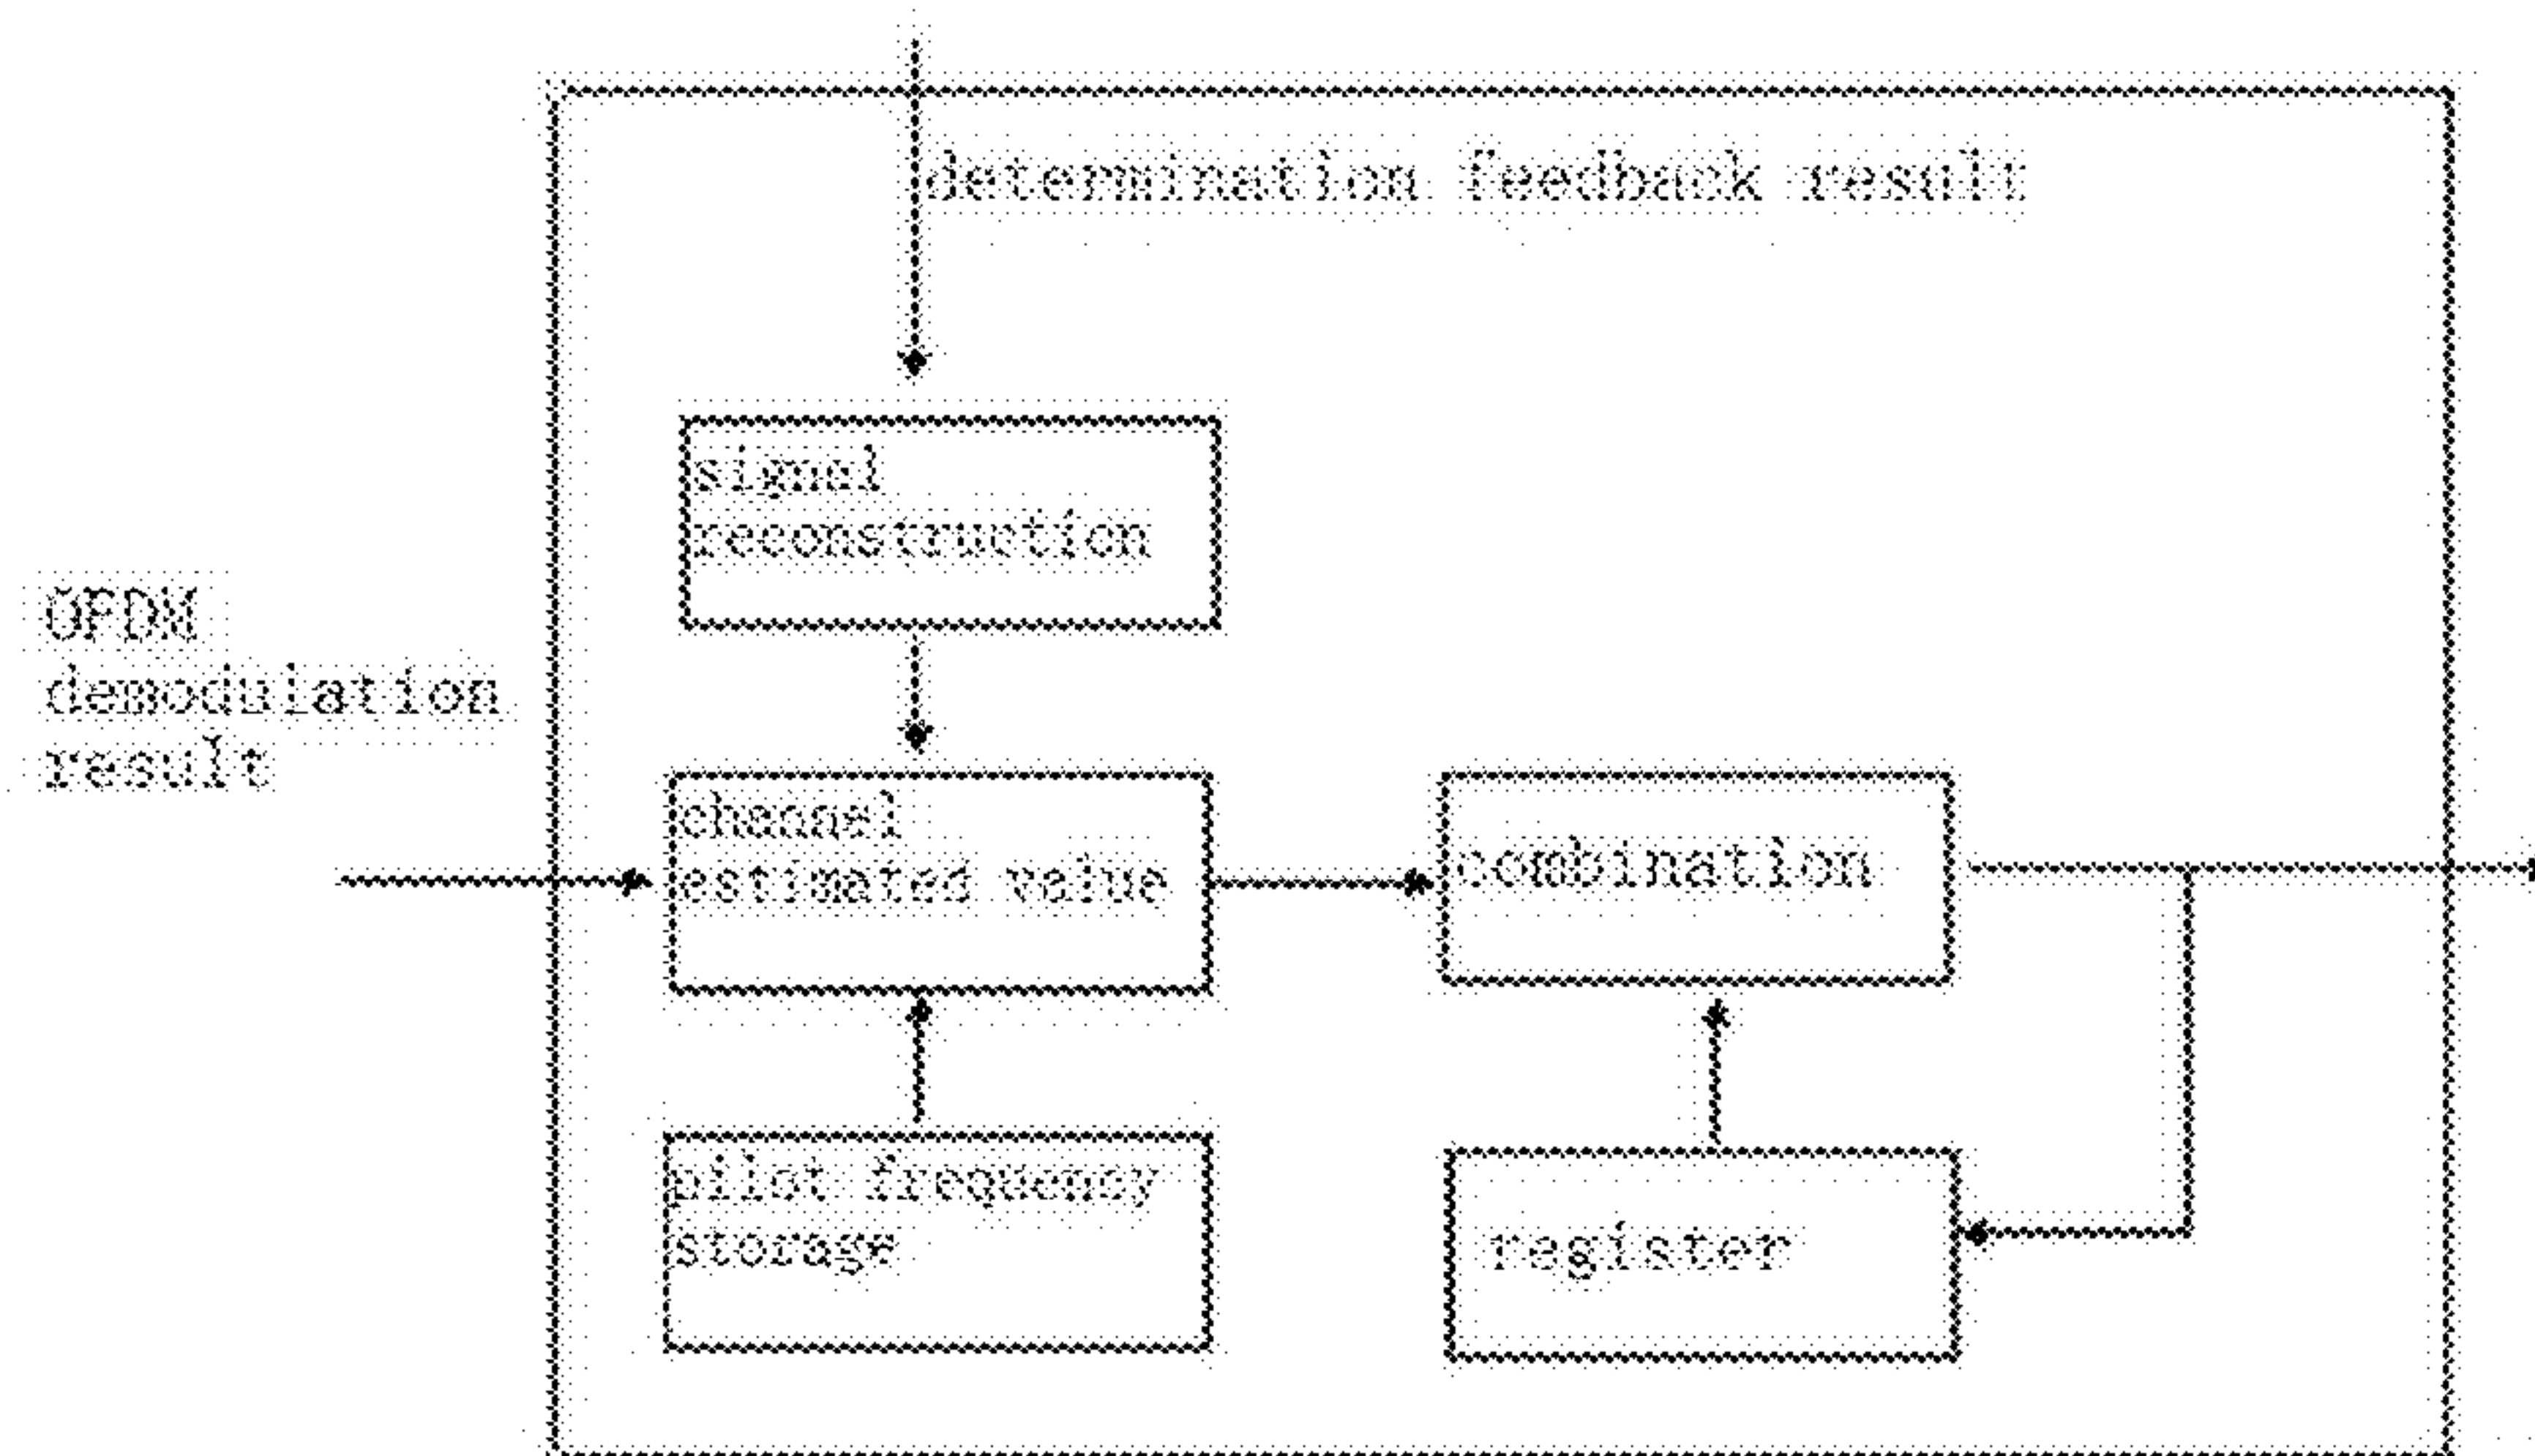 determination feedback result
signal
reconstruction
OFDM
demodulation
result
channel
estimated value
combination
pilot frequency
storage
register